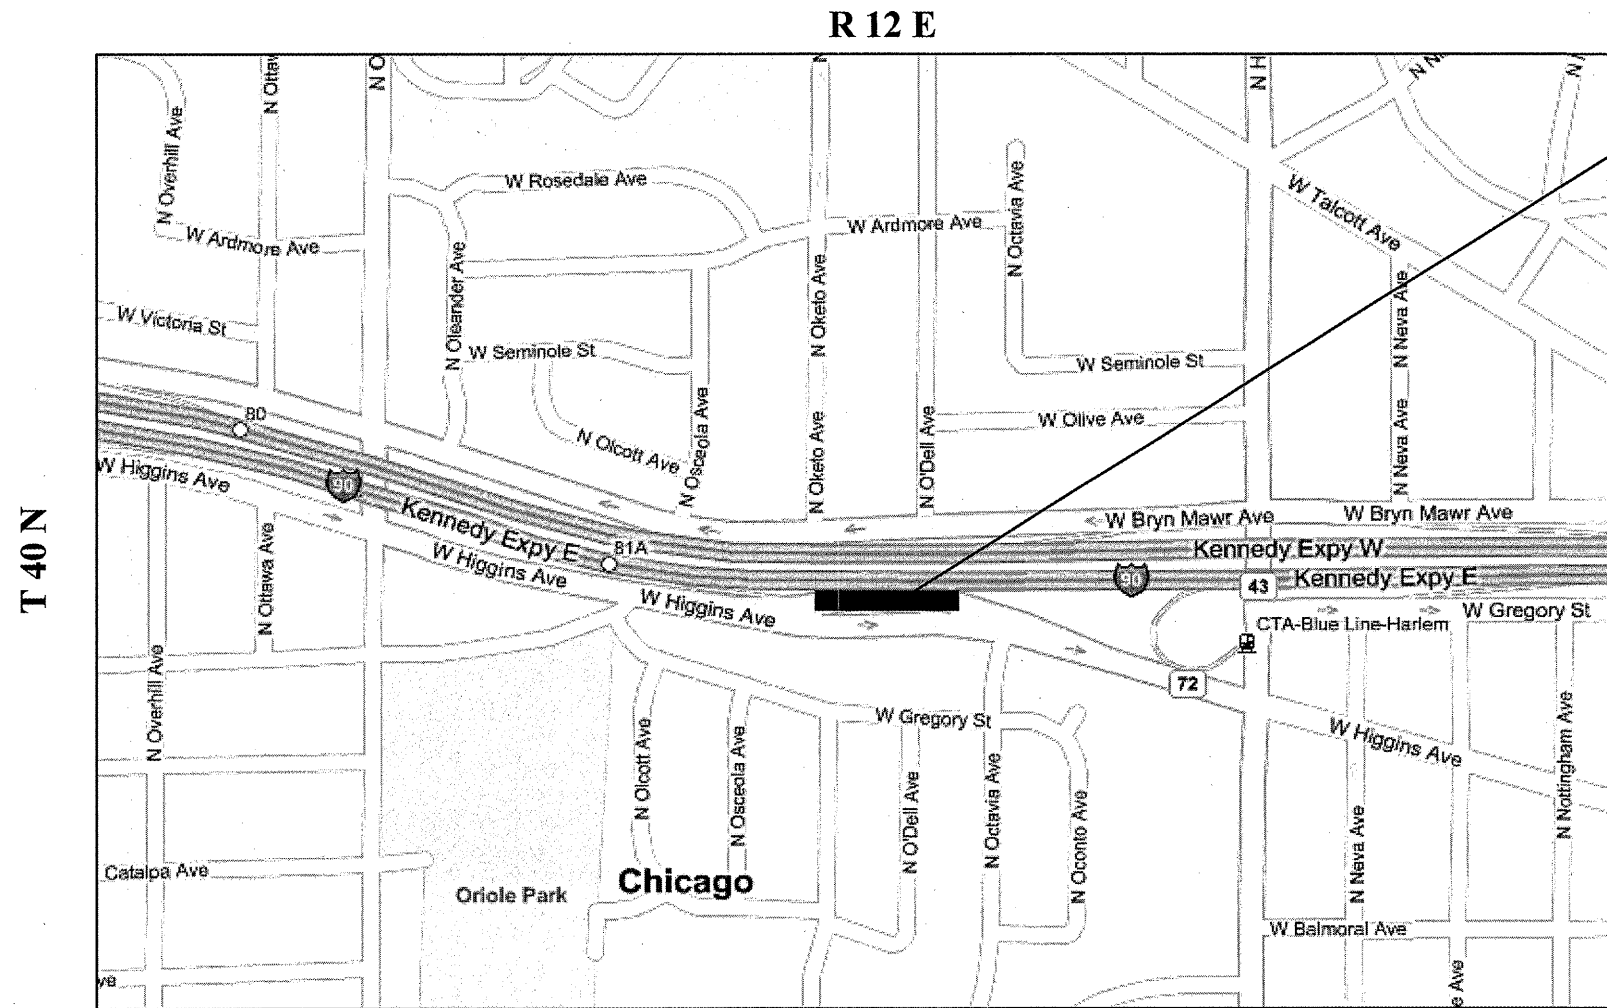 R 12 E
T 40 N
N Overhill Ave
N Ottaw
N O
N H
W Rosedale Ave
W Ardmore Ave
W Ardmore Ave
N Octavia Ave
W Talcott Ave
N Oleander Ave
N Oketo Ave
N Neva Ave
W Victoria St
W Seminole St
W Seminole St
80
N Olcott Ave
N Osceola Ave
N Oketo Ave
N O'Dell Ave
W Olive Ave
N Neva Ave
W Higgins Ave
90
Kennedy Expy E
W Bryn Mawr Ave
W Bryn Mawr Ave
N Ottawa Ave
W Higgins Ave
81A
Kennedy Expy W
90
43
Kennedy Expy E
W Higgins Ave
W Gregory St
CTA-Blue Line-Harlem
N Overhill Ave
72
N Olcott Ave
N Osceola Ave
W Gregory St
N O'Dell Ave
N Octavia Ave
N Oconto Ave
W Higgins Ave
N Nottingham Ave
N Nava Ave
Catalpa Ave
Oriole Park
Chicago
W Balmoral Ave
ve
e Ave